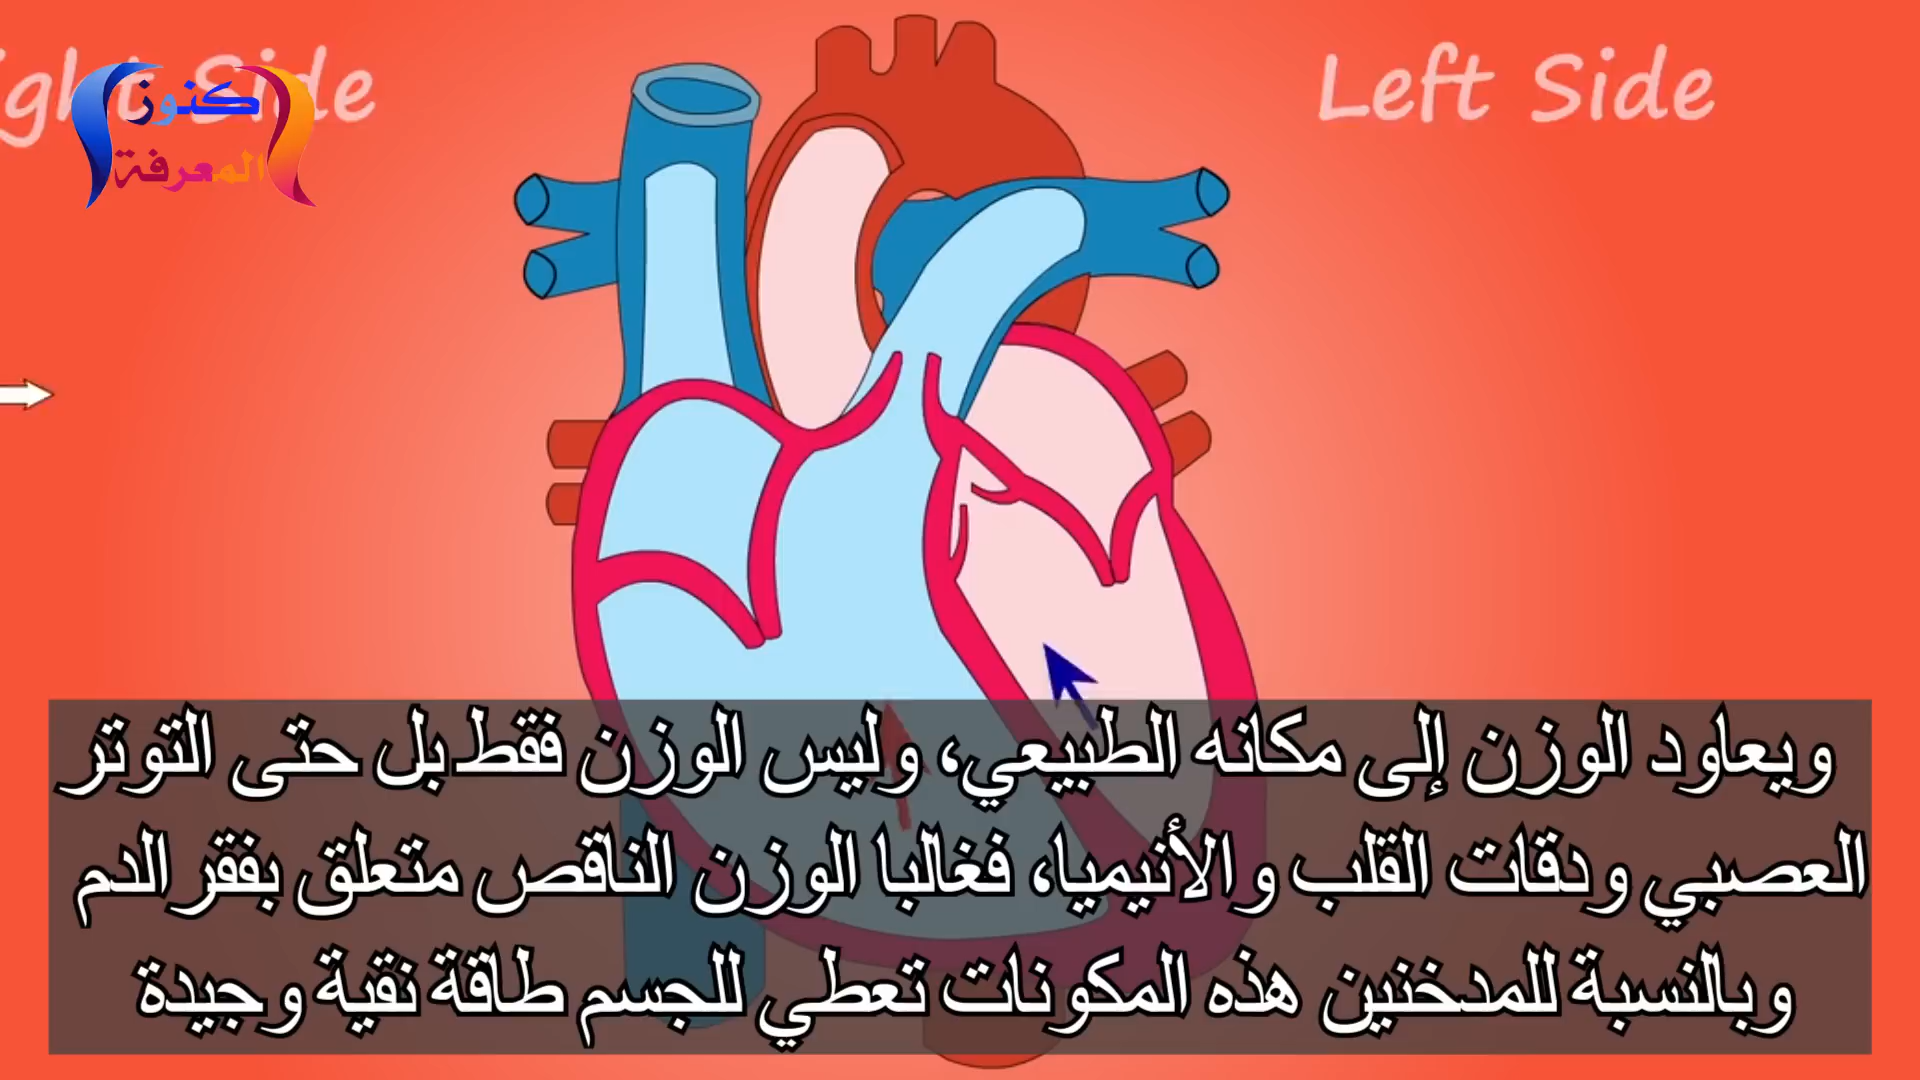 ight Side
Left Side
كنوز
المعرفة
ويعاود الوزن إلى مكانه الطبيعي، وليس الوزن فقط بل حتى التوتر
العصبي ودقات القلب والأنيميا، فغالبا الوزن الناقص متعلق بفقر الدم
وبالنسبة للمدخنين هذه المكونات تعطي للجسم طاقة نقية وجيدة